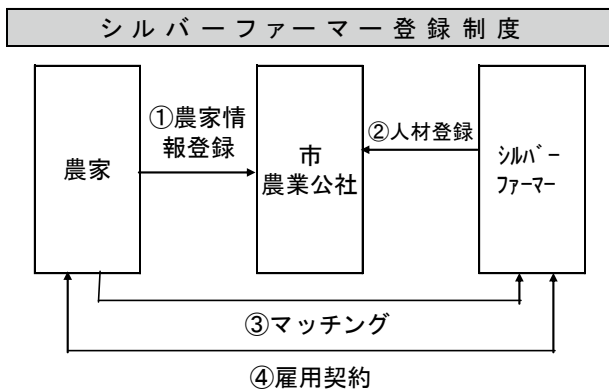 シルバーファーマー登録制度
①農家情
報登録
②人材登録
農家
市
農業公社
ｼﾙﾊﾞｰ
ﾌｧｰﾏｰ
③マッチング
④雇用契約